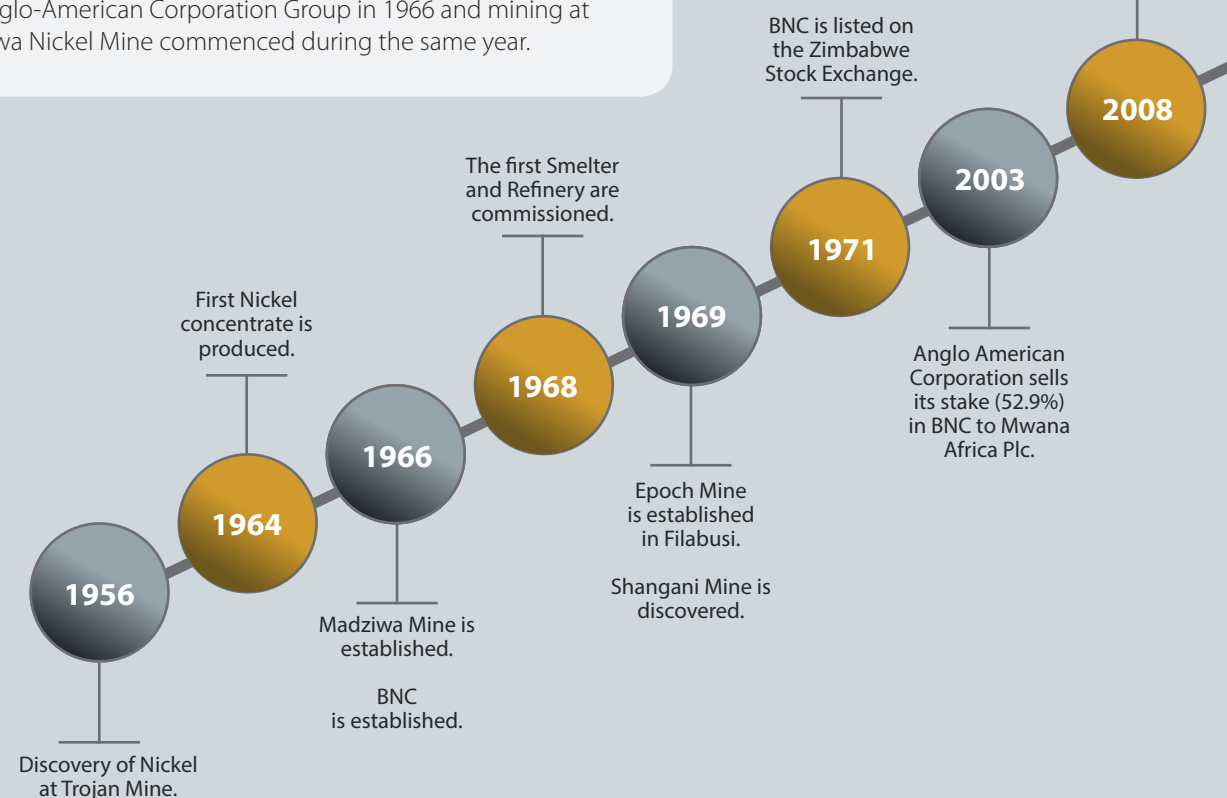 glo-American Corporation Group in 1966 and mining at
wa Nickel Mine commenced during the same year.
BNC is listed on
the Zimbabwe
Stock Exchange.
2008
2003
Anglo American
Corporation sells
its stake (52.9%)
in BNC to Mwana
Africa Plc.
1971
The first Smelter
and Refinery are
commissioned.
1969
Epoch Mine
is established
in Filabusi.
Shangani Mine is
discovered.
1968
First Nickel
concentrate is
produced.
1966
Madziwa Mine is
established.
BNC
is established.
1964
1956
Discovery of Nickel
at Trojan Mine.